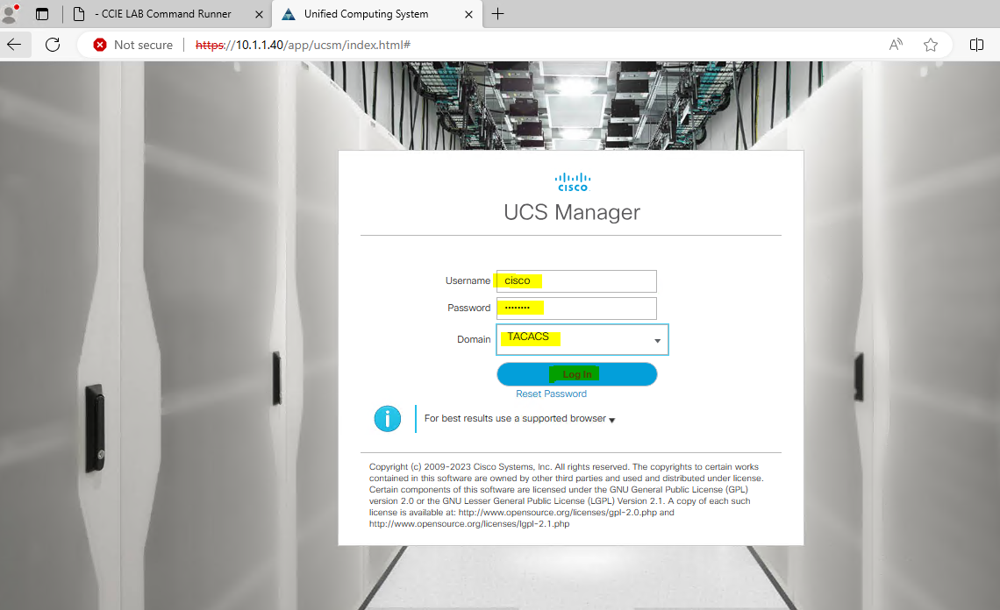 - CCIE LAB Command Runner
Unified Computing System
Not secure
https://10.1.1.40/app/ucsm/index.html#
CISCO
UCS Manager
Username cisco
Password ••••••••
Domain TACACS
Log In
Reset Password
For best results use a supported browser
Copyright (c) 2009-2023 Cisco Systems, Inc. All rights reserved. The copyrights to certain works
contained in this software are owned by other third parties and used and distributed under license.
Certain components of this software are licensed under the GNU General Public License (GPL)
version 2.0 or the GNU Lesser General Public License (LGPL) Version 2.1. A copy of each such
license is available at: http://www.opensource.org/licenses/gpl-2.0.php and
http://www.opensource.org/licenses/lgpl-2.1.php